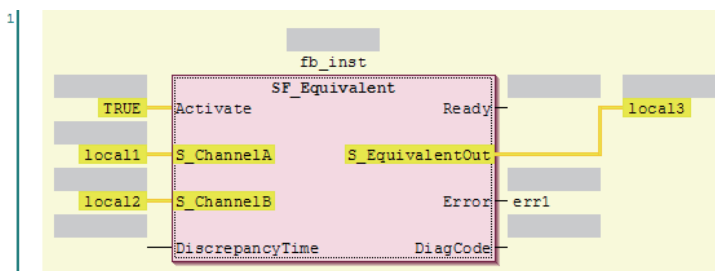 1
fb_inst
SF_Equivalent
TRUE Activate Ready local3
local1 S_ChannelA S_EquivalentOut
local2 S_ChannelB Error err1
DiscrepancyTime DiagCode